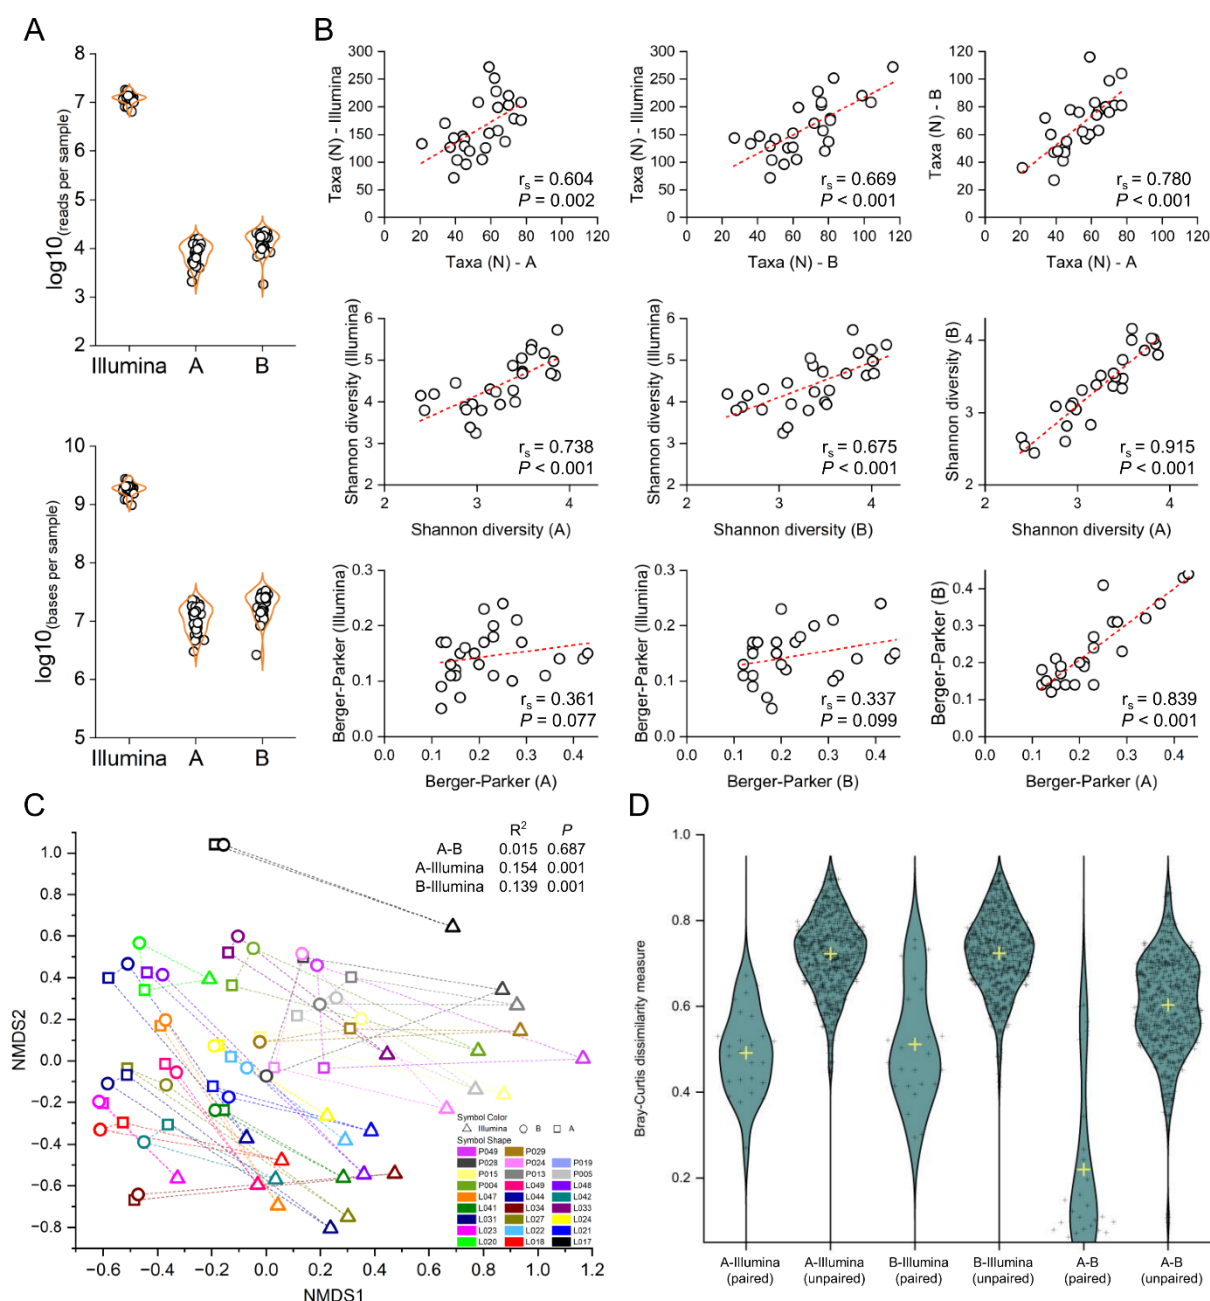 A
8
7
6
5
4
3
2
log10(reads per sample)
Illumina A B
10
9
8
7
6
5
log10(bases per sample)
Illumina A B
B
300
250
200
150
100
50
0
Taxa (N) - Illumina
rs = 0.604
P = 0.002
0 20 40 60 80 100 120
Taxa (N) - A
300
250
200
150
100
50
0
Taxa (N) - Illumina
rs = 0.669
P < 0.001
0 20 40 60 80 100 120
Taxa (N) - B
120
100
80
60
40
20
0
Taxa (N) - B
rs = 0.780
P < 0.001
0 20 40 60 80 100 120
Taxa (N) - A
6
5
4
3
2
Shannon diversity (Illumina)
rs = 0.738
P < 0.001
2 3 4
Shannon diversity (A)
6
5
4
3
2
Shannon diversity (Illumina)
rs = 0.675
P < 0.001
2 3 4
Shannon diversity (B)
4
3
2
Shannon diversity (B)
rs = 0.915
P < 0.001
2 3 4
Shannon diversity (A)
0.3
0.2
0.1
0.0
Berger-Parker (Illumina)
rs = 0.361
P = 0.077
0.0 0.1 0.2 0.3 0.4
Berger-Parker (A)
0.3
0.2
0.1
0.0
Berger-Parker (Illumina)
rs = 0.337
P = 0.099
0.0 0.1 0.2 0.3 0.4
Berger-Parker (B)
0.4
0.3
0.2
0.1
0.0
Berger-Parker (B)
rs = 0.839
P < 0.001
0.0 0.1 0.2 0.3 0.4
Berger-Parker (A)
C
R2 P
A-B 0.015 0.687
A-Illumina 0.154 0.001
B-Illumina 0.139 0.001
1.0
0.8
0.6
0.4
0.2
0.0
−0.2
−0.4
−0.6
−0.8
NMDS2
Symbol Color
Illumina B A
Symbol Shape
P049 P029
P028 P024 P019
P015 P013 P005
P004 L049 L048
L047 L044 L042
L041 L034 L033
L031 L027 L024
L023 L022 L021
L020 L018 L017
−0.6 −0.4 −0.2 0.0 0.2 0.4 0.6 0.8 1.0 1.2
NMDS1
D
1.0
0.8
0.6
0.4
0.2
Bray-Curtis dissimilarity measure
A-Illumina (paired)
A-Illumina (unpaired)
B-Illumina (paired)
B-Illumina (unpaired)
A-B (paired)
A-B (unpaired)